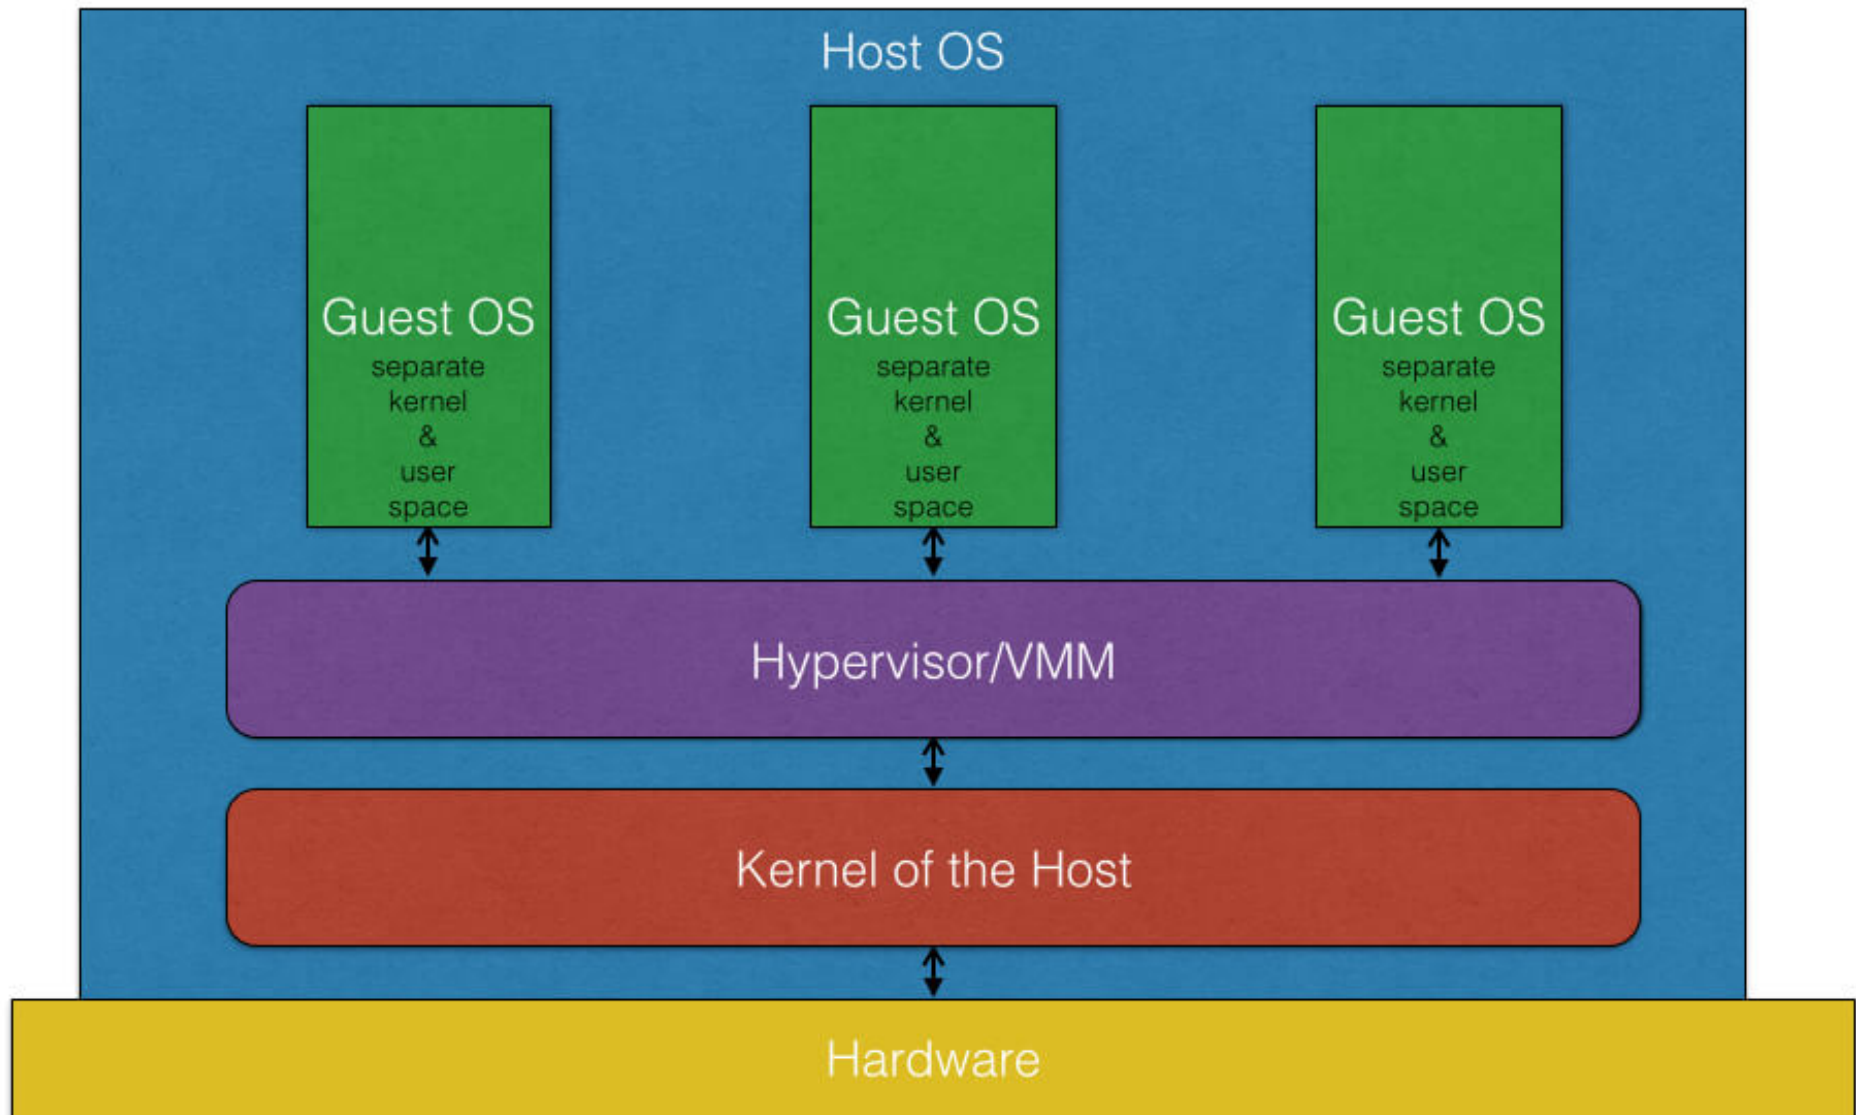 Host OS
Guest OS
separate
kernel
&
user
space
Guest OS
separate
kernel
&
user
space
Guest OS
separate
kernel
&
user
space
Hypervisor/VMM
Kernel of the Host
Hardware